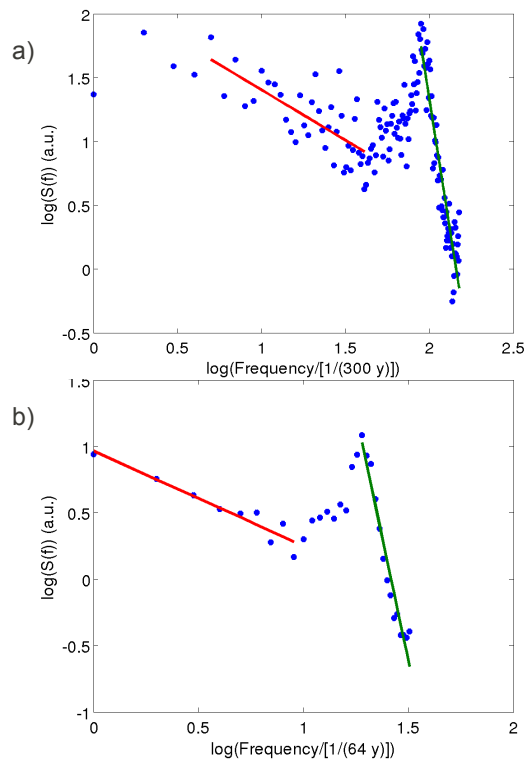 a)
2
1.5
1
0.5
0
-0.5
log(S(f)) (a.u.)
0 0.5 1 1.5 2 2.5
log(Frequency/[1/(300 y)])
b)
1.5
1
0.5
0
-0.5
-1
log(S(f)) (a.u.)
0 0.5 1 1.5 2
log(Frequency/[1/(64 y)])